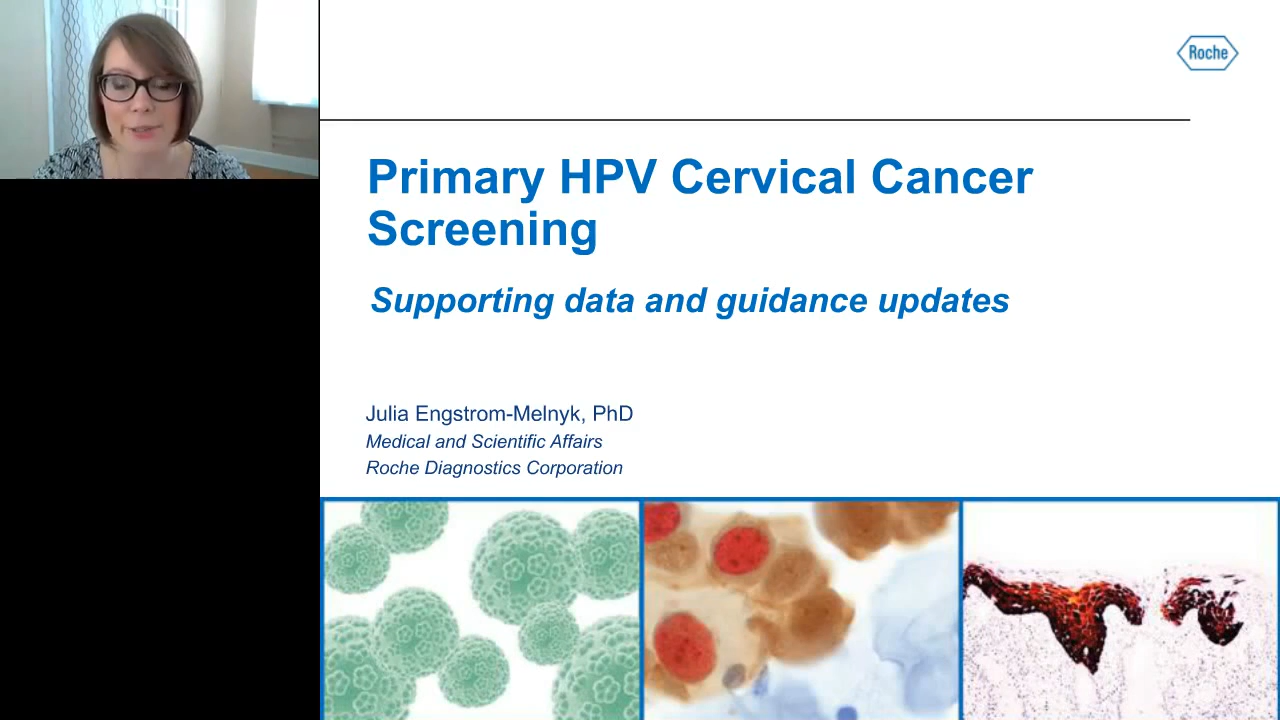 Roche
Primary HPV Cervical Cancer
Screening
Supporting data and guidance updates
Julia Engstrom-Melnyk, PhD
Medical and Scientific Affairs
Roche Diagnostics Corporation